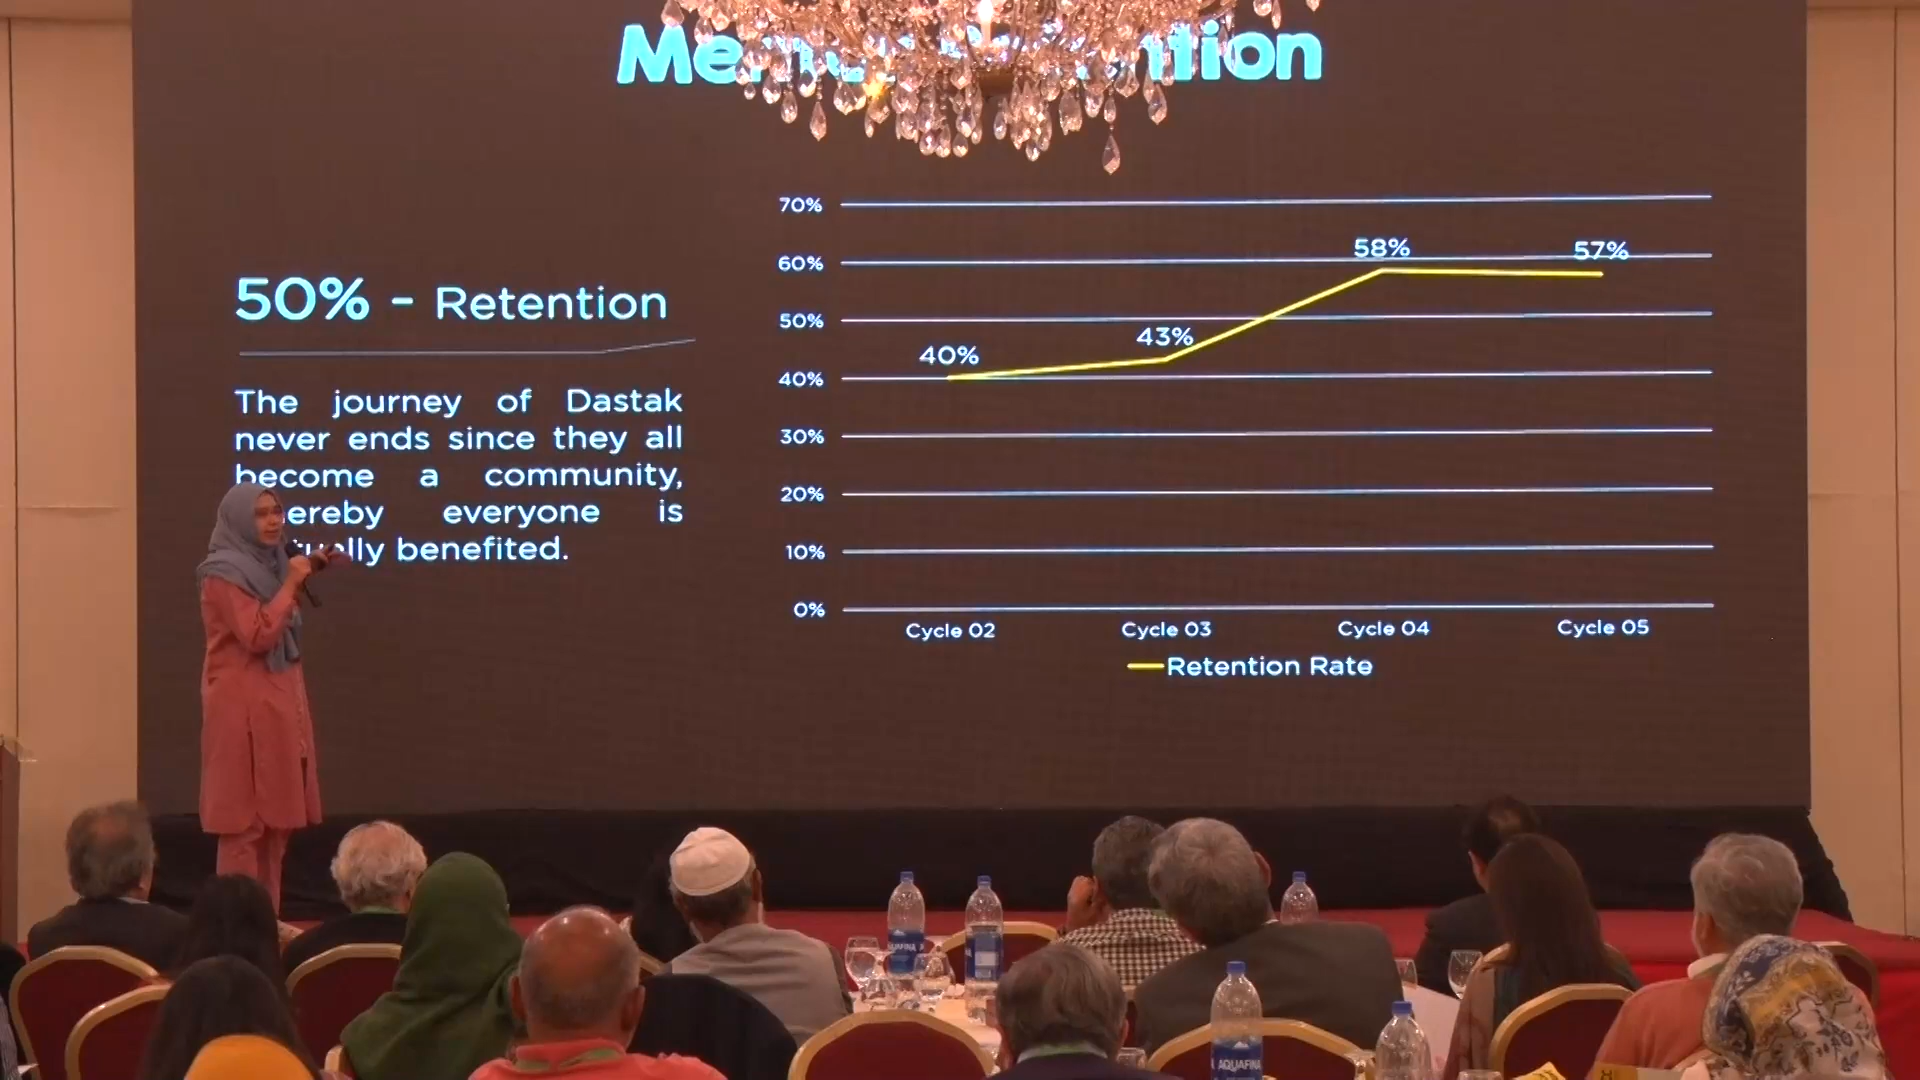 50% - Retention
The journey of Dastak
never ends since they all
become a community,
everyone is
benefited.
70%
60%
50%
40%
30%
20%
10%
0%
40%
43%
58%
57%
Cycle 02
Cycle 03
Cycle 04
Cycle 05
Retention Rate
AQUAFINA
AQUAFINA